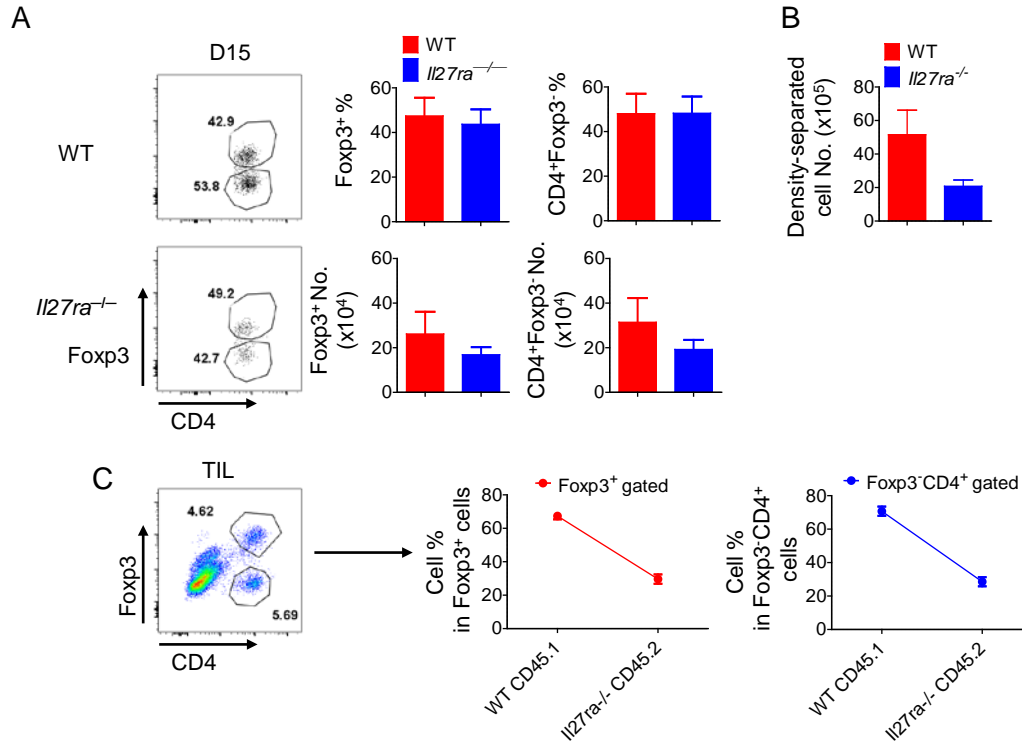 A
D15
WT
42.9
53.8
Il27ra—/—
Foxp3
49.2
42.7
CD4
WT
Il27ra—/—
Foxp3⁺ %
60
40
20
0
CD4⁺Foxp3⁻ %
60
40
20
0
Foxp3⁺ No.
(x10⁴)
60
40
20
0
CD4⁺Foxp3⁻ No.
(x10⁴)
60
40
20
0
B
WT
Il27ra-/-
Density-separated
cell No. (x10⁵)
80
60
40
20
0
C
TIL
4.62
5.69
Foxp3
CD4
Foxp3⁺ gated
Cell %
in Foxp3⁺ cells
80
60
40
20
0
WT CD45.1
Il27ra-/- CD45.2
Foxp3⁻CD4⁺ gated
Cell %
in Foxp3⁻CD4⁺
cells
80
60
40
20
0
WT CD45.1
Il27ra-/- CD45.2